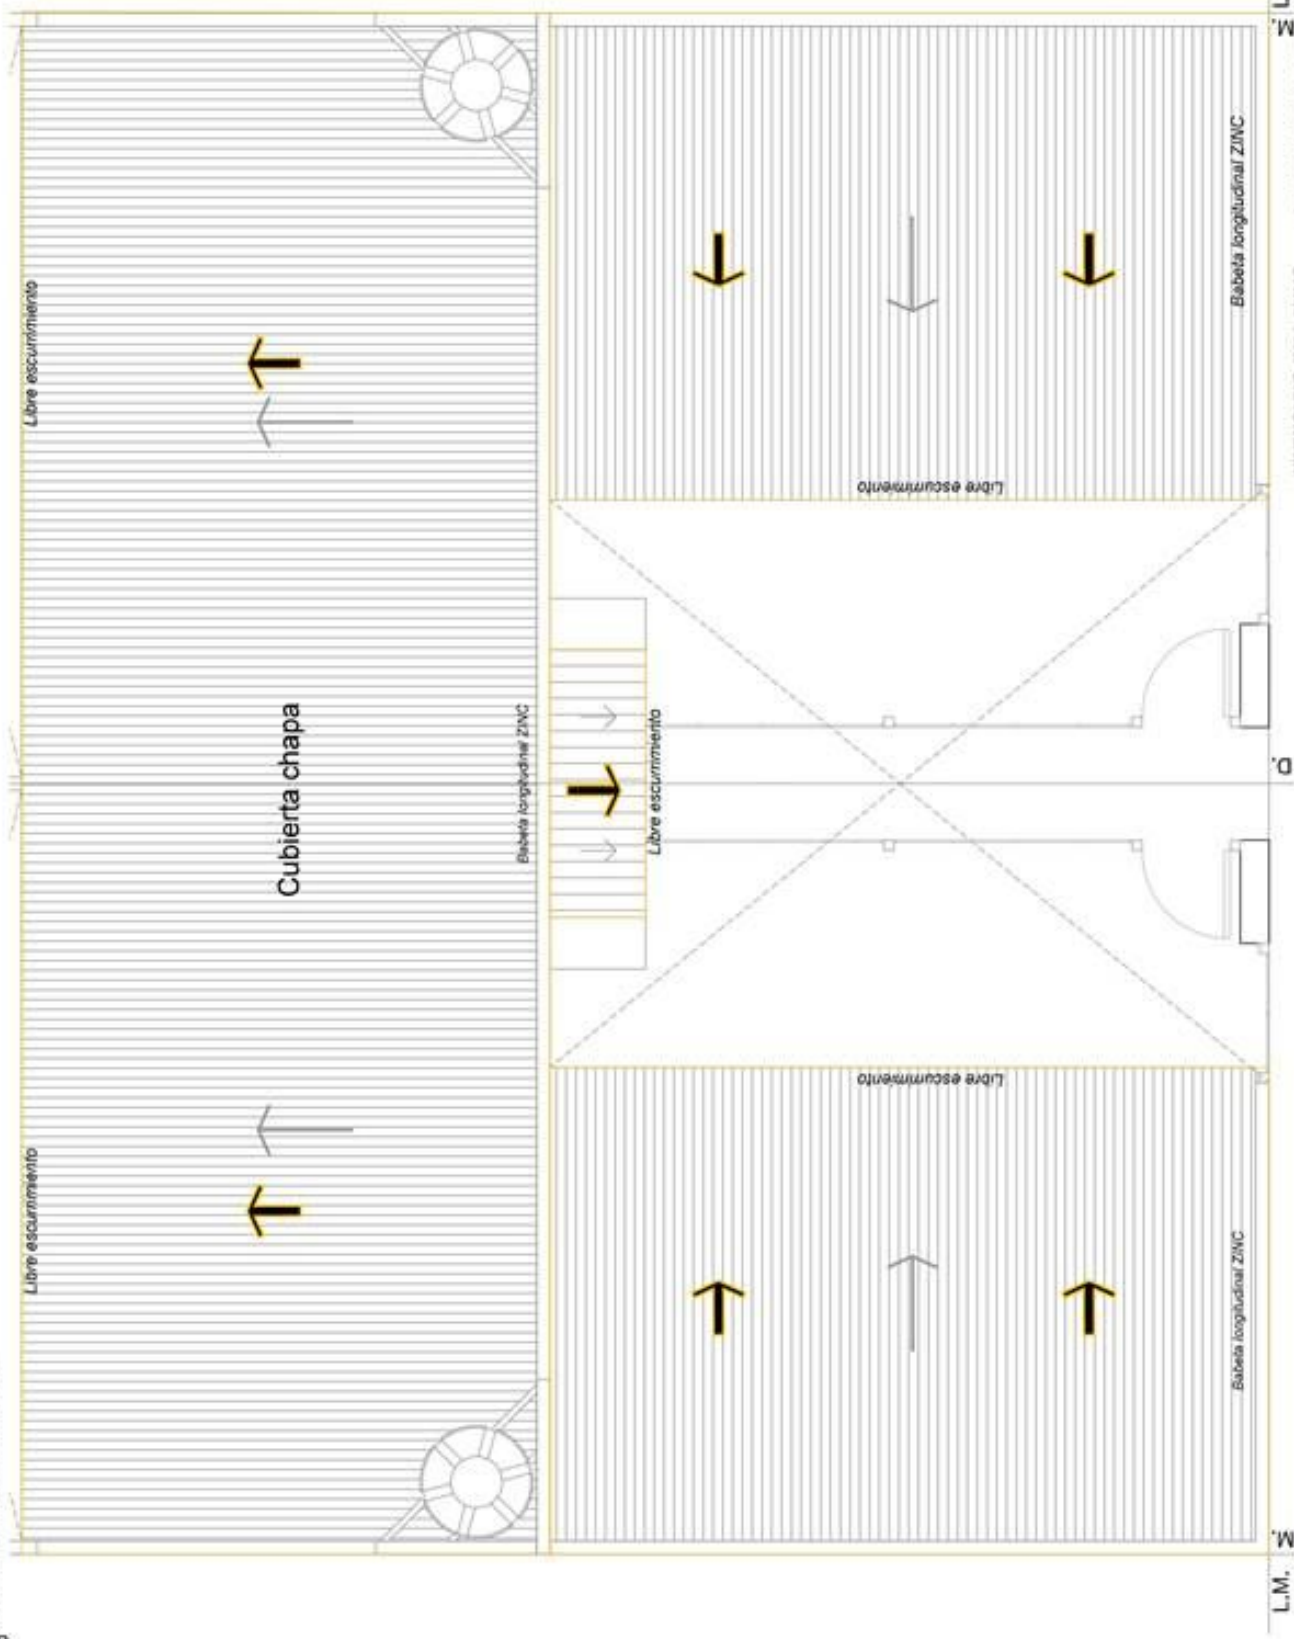 M.
Babeta longitudinal ZINC
Libre escurrimiento
Libre escurrimiento
Cubierta chapa
Babeta longitudinal ZINC
Libre escurrimiento
D.
Libre escurrimiento
Libre escurrimiento
Babeta longitudinal ZINC
M.
L.M.